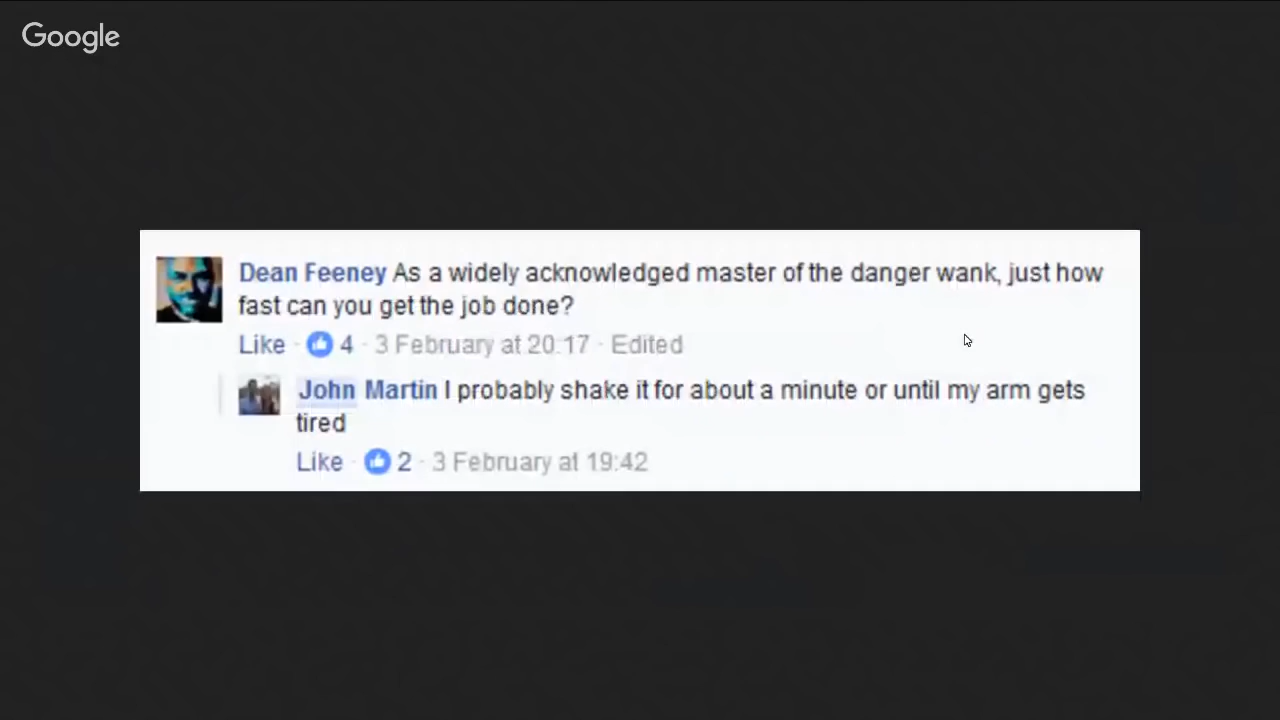 Google
Dean Feeney As a widely acknowledged master of the danger wank, just how
fast can you get the job done?
Like · 4 · 3 February at 20:17 · Edited
John Martin I probably shake it for about a minute or until my arm gets
tired
Like · 2 · 3 February at 19:42